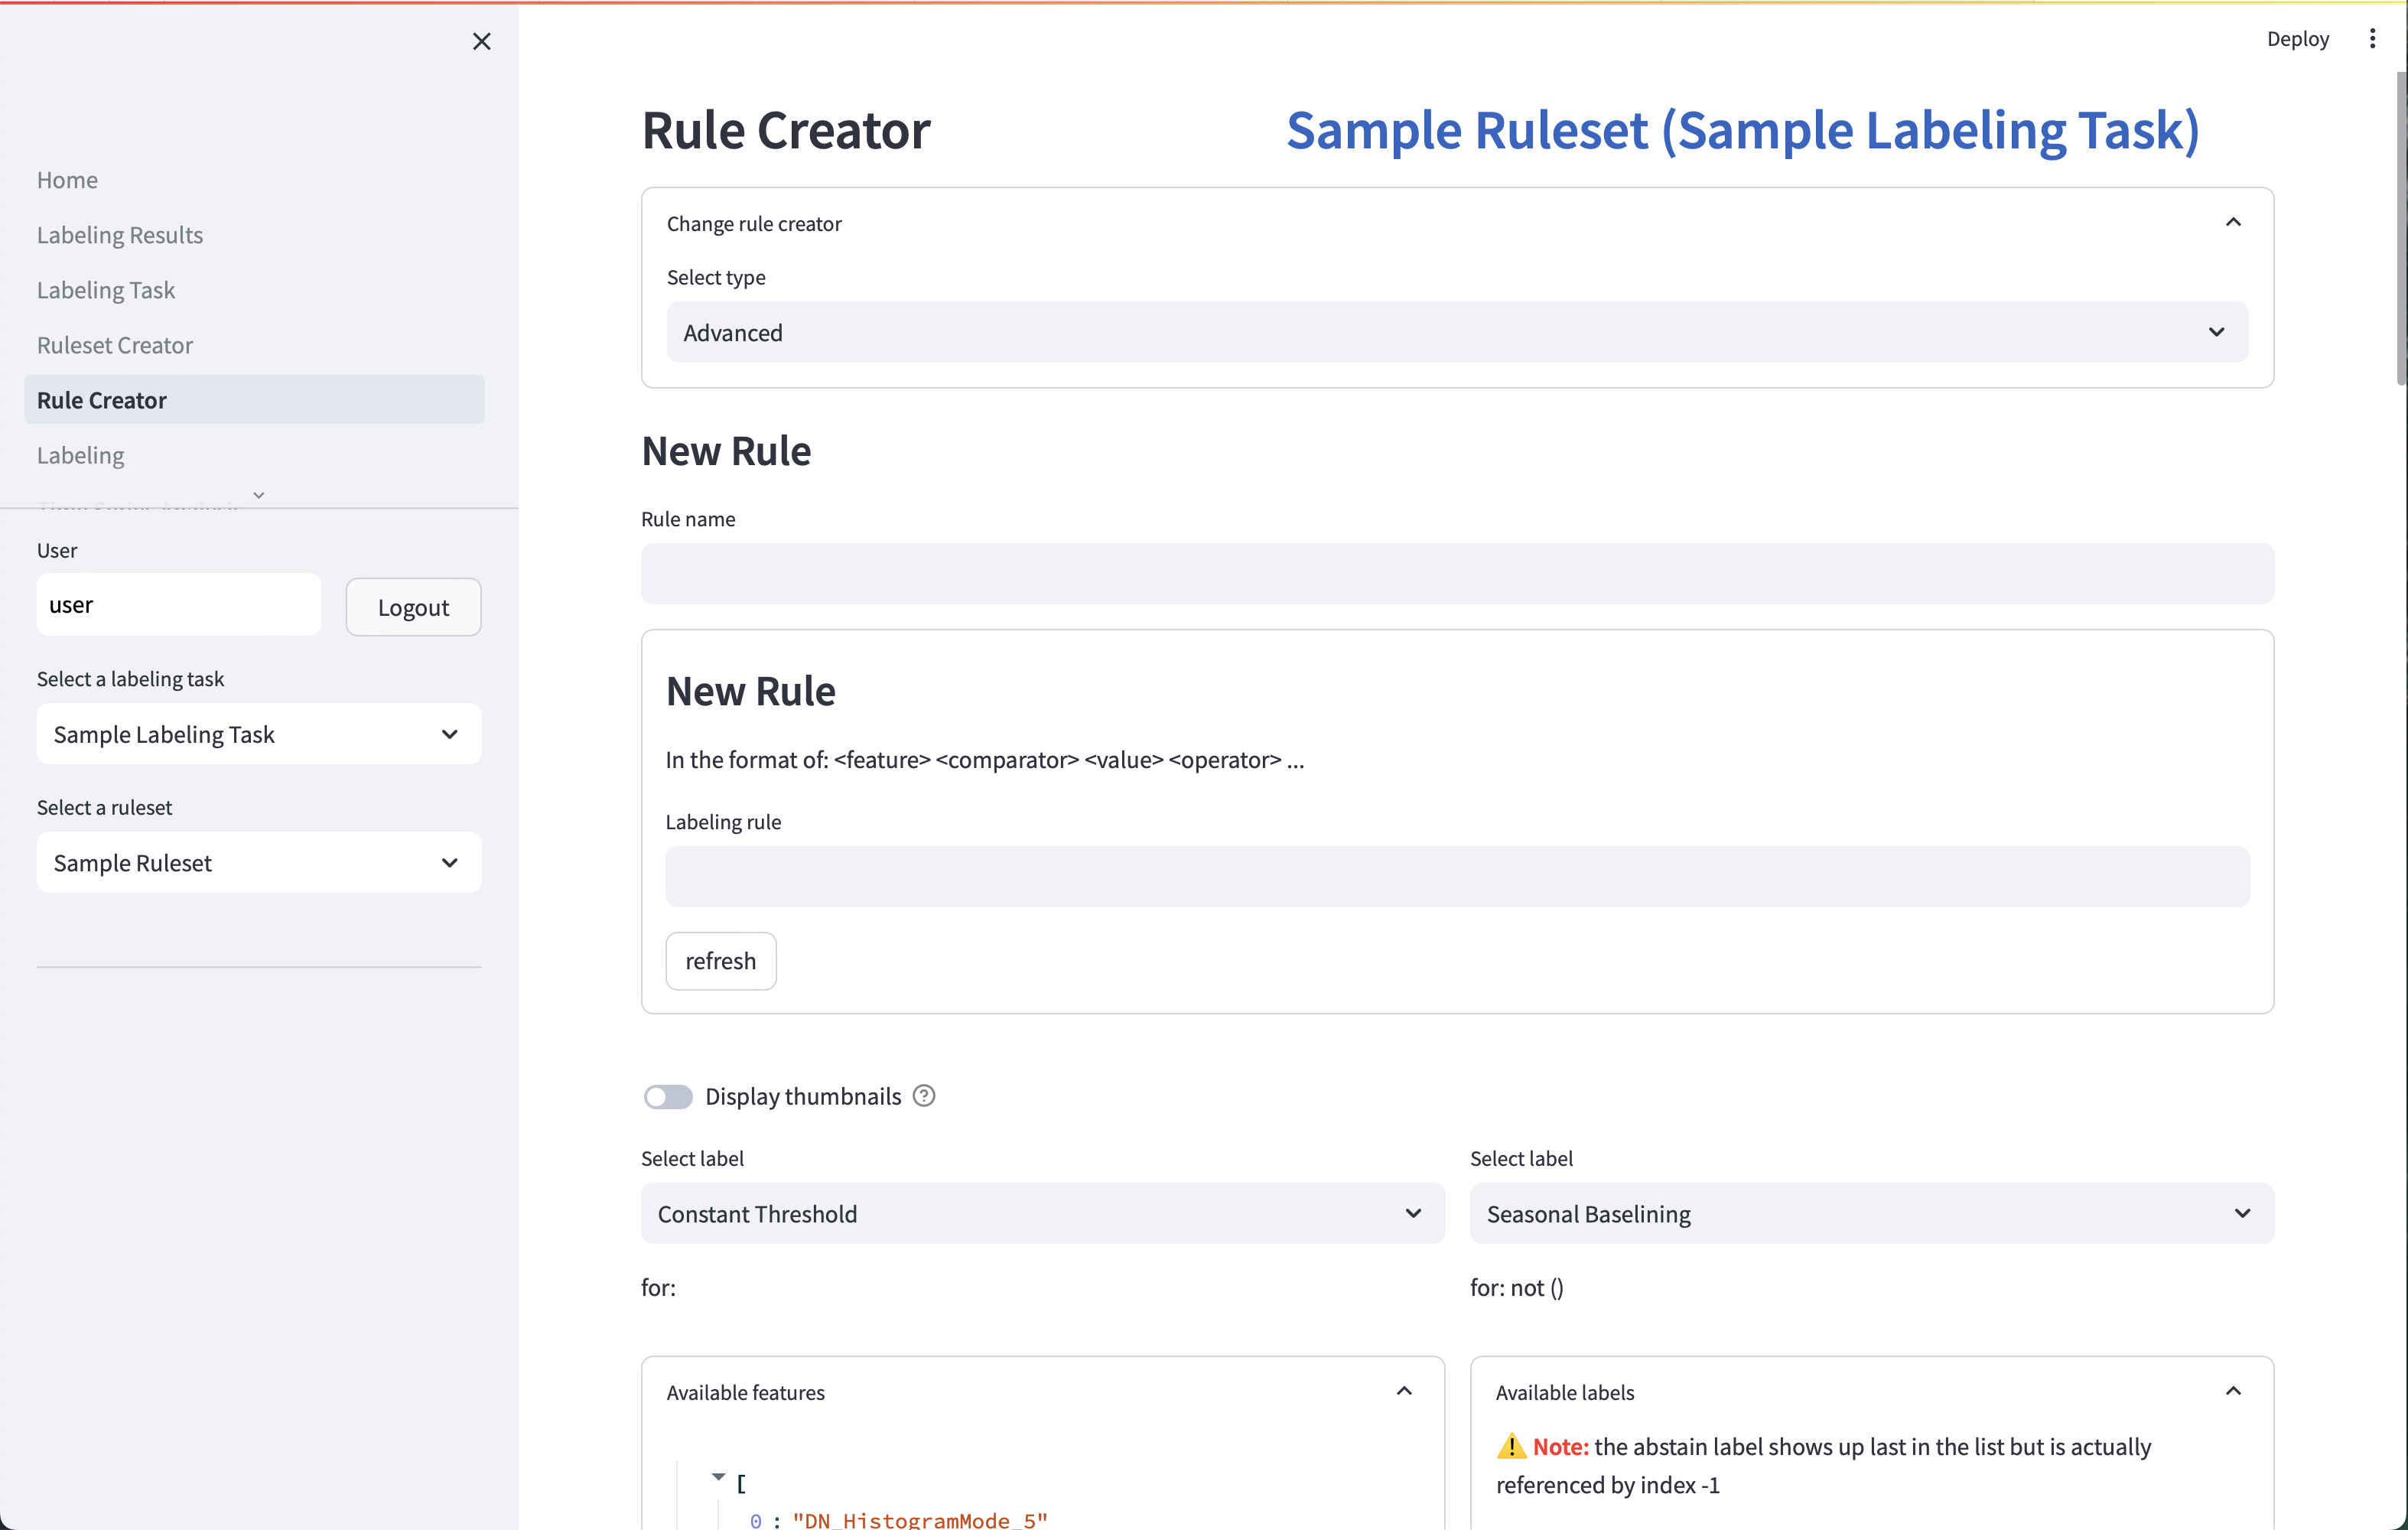 Deploy
Home
Labeling Results
Labeling Task
Ruleset Creator
Rule Creator
Labeling
User
user
Logout
Select a labeling task
Sample Labeling Task
Select a ruleset
Sample Ruleset
Rule Creator
Sample Ruleset (Sample Labeling Task)
Change rule creator
Select type
Advanced
New Rule
Rule name
New Rule
In the format of: <feature> <comparator> <value> <operator> ...
Labeling rule
refresh
Display thumbnails
Select label
Constant Threshold
for:
Select label
Seasonal Baselining
for: not ()
Available features
[
0 : "DN_HistogramMode_5"
Available labels
Note: the abstain label shows up last in the list but is actually
referenced by index -1